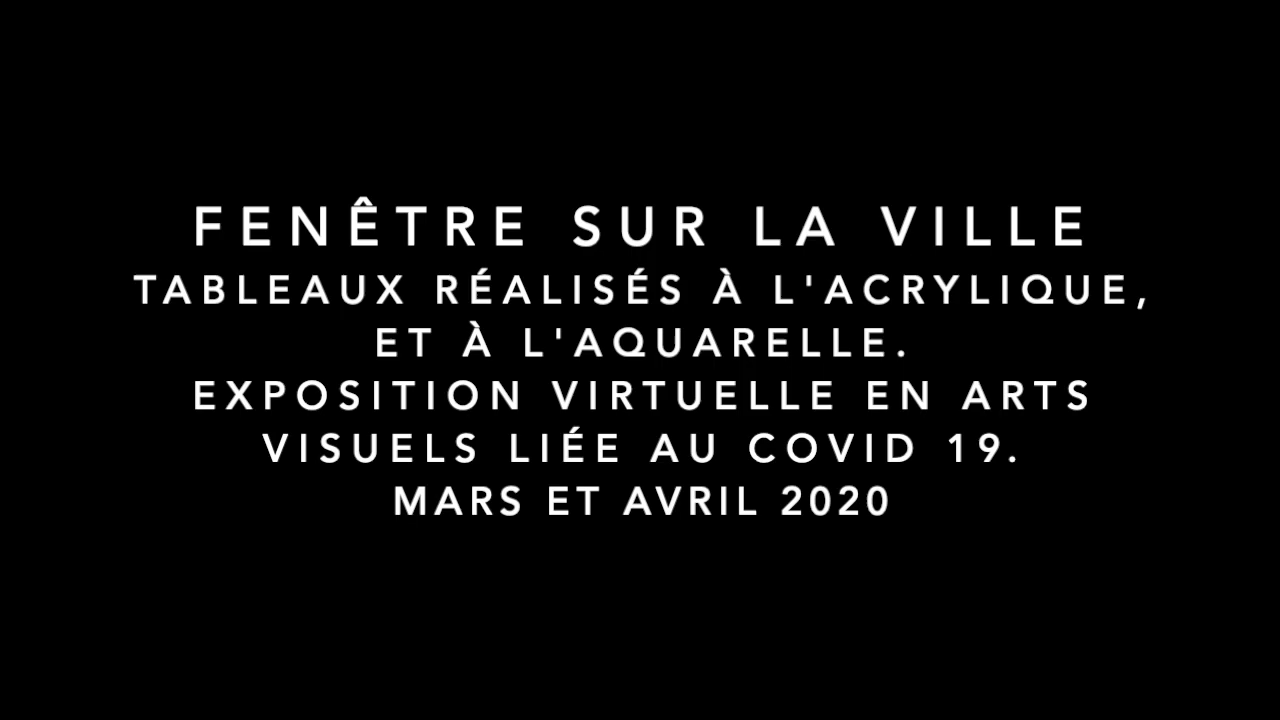 FENÊTRE SUR LA VILLE
TABLEAUX RÉALISÉS À L'ACRYLIQUE,
ET À L'AQUARELLE.
EXPOSITION VIRTUELLE EN ARTS
VISUELS LIÉE AU COVID 19.
MARS ET AVRIL 2020